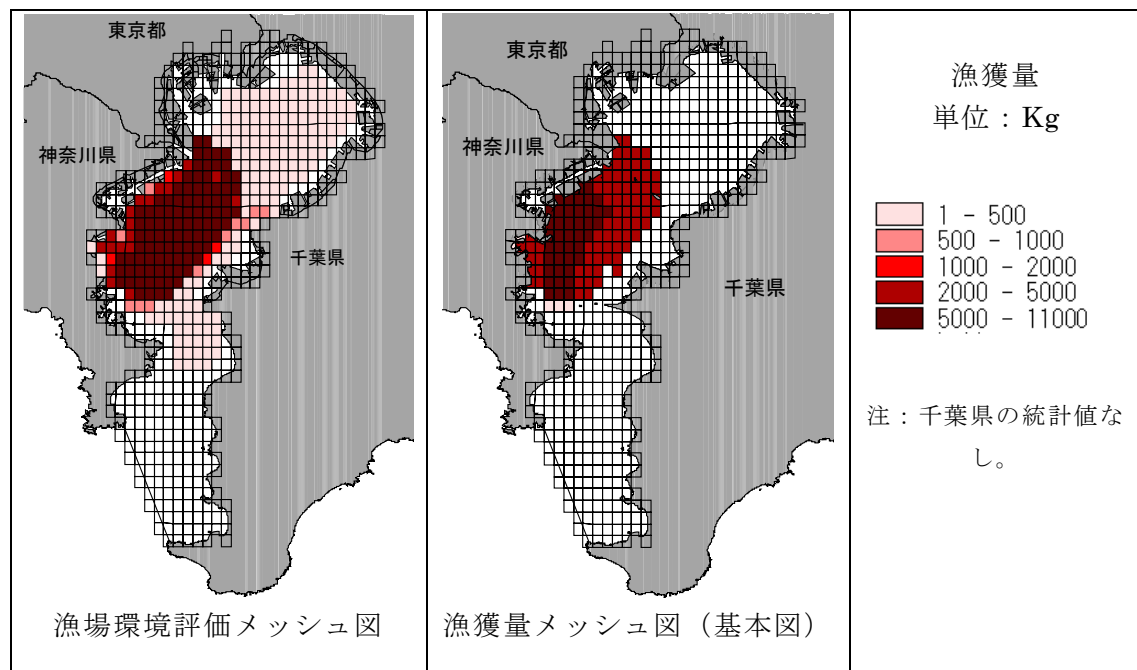 東京都
神奈川県
千葉県
漁場環境評価メッシュ図
東京都
神奈川県
千葉県
漁獲量メッシュ図(基本図)
漁獲量
単位:Kg
1 - 500
500 - 1000
1000 - 2000
2000 - 5000
5000 - 11000
注:千葉県の統計値な
し。